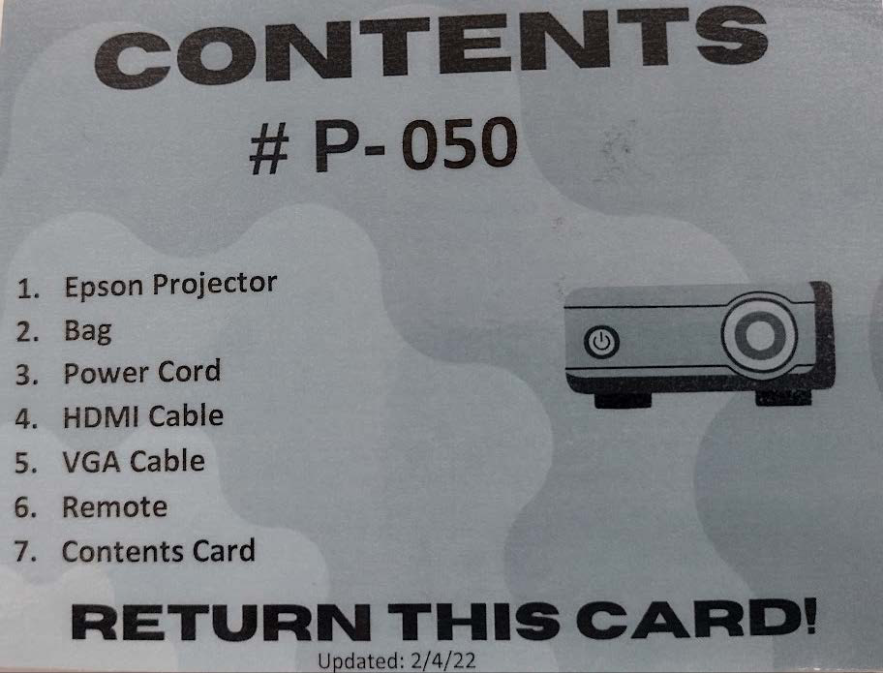 CONTENTS
# P- 050
1. Epson Projector
2. Bag
3. Power Cord
4. HDMI Cable
5. VGA Cable
6. Remote
7. Contents Card
RETURN THIS CARD!
Updated: 2/4/22